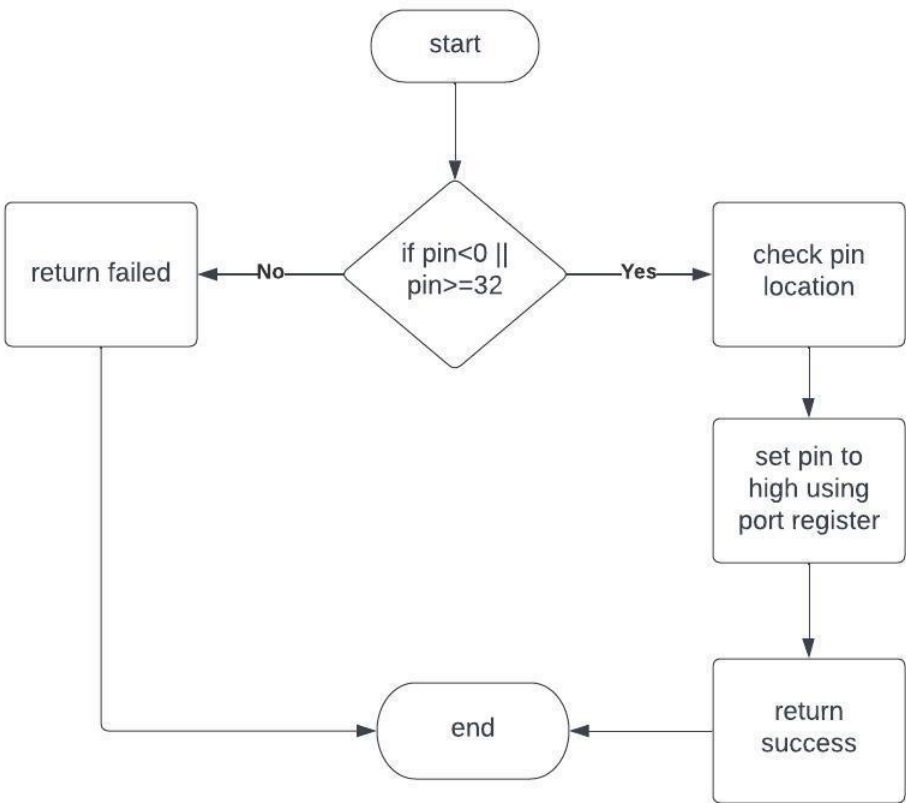 start
if pin<0 ||
pin>=32
No
Yes
return failed
check pin
location
set pin to
high using
port register
return
success
end